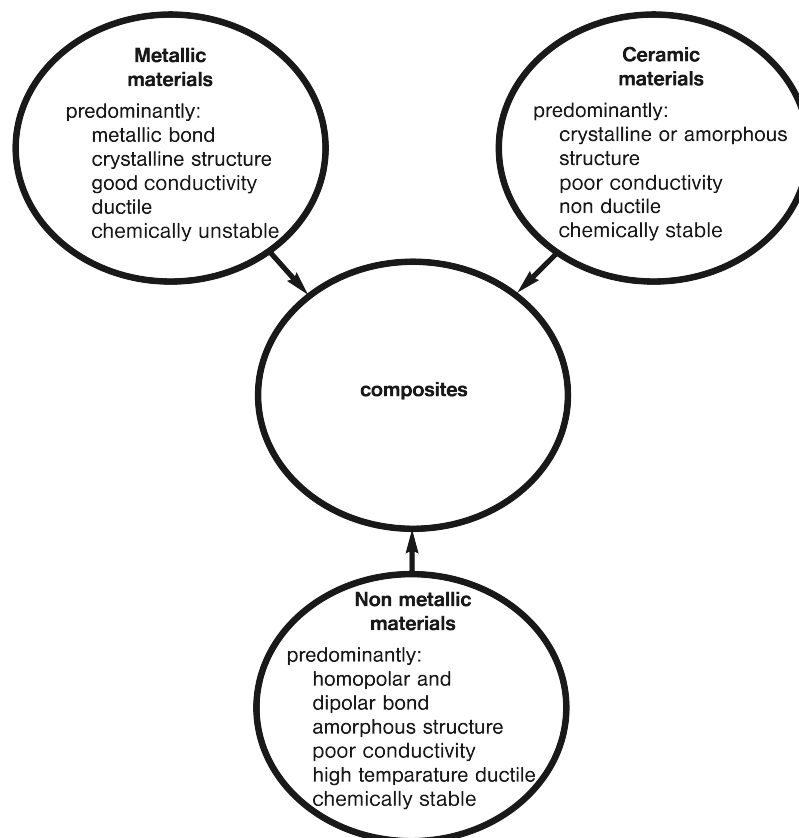 Metallic
materials
predominantly:
metallic bond
crystalline structure
good conductivity
ductile
chemically unstable
Ceramic
materials
predominantly:
crystalline or amorphous
structure
poor conductivity
non ductile
chemically stable
composites
Non metallic
materials
predominantly:
homopolar and
dipolar bond
amorphous structure
poor conductivity
high temparature ductile
chemically stable